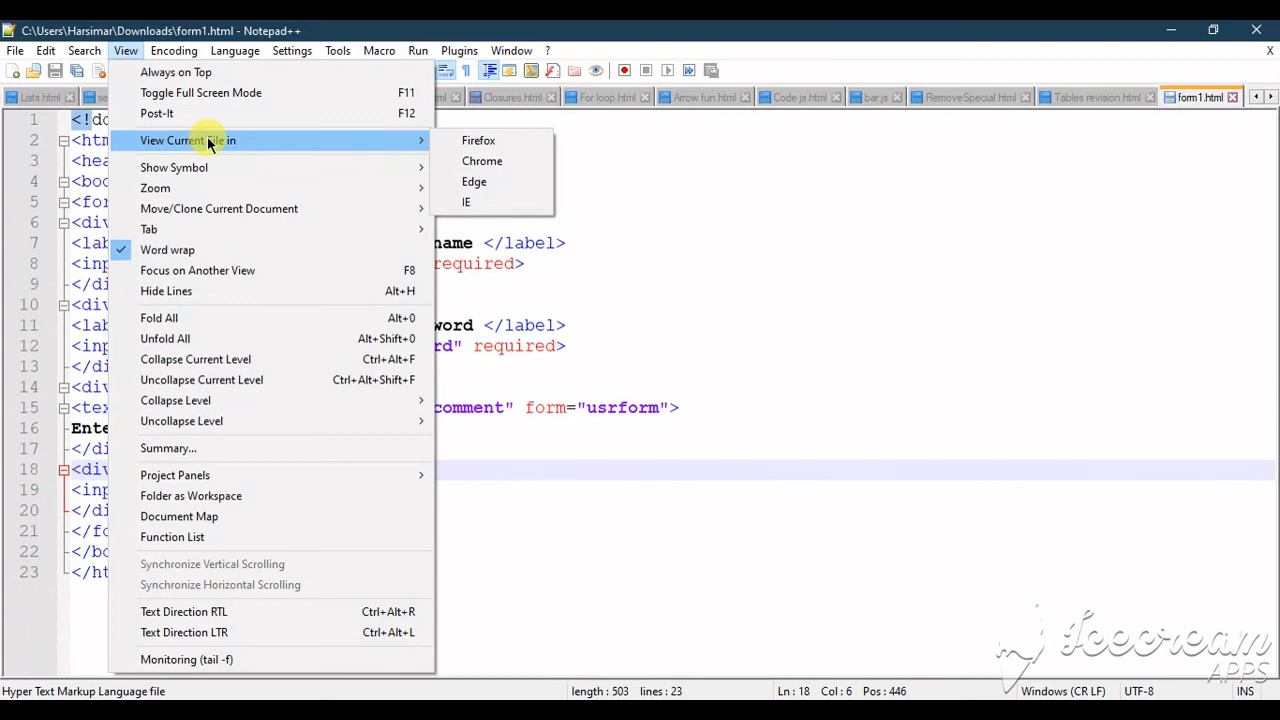 C:\Users\Harsimar\Downloads\form1.html - Notepad++
File Edit Search View Encoding Language Settings Tools Macro Run Plugins Window ? X
Lists.html Closures.html For loop.html Arrow fun.html Code js.html bar.js RemoveSpecial.html Tables revision.html form1.html
Always on Top
Toggle Full Screen Mode F11
Post-It F12
View Current File in
Firefox
Chrome
Edge
IE
Show Symbol
Zoom
Move/Clone Current Document
Tab
Word wrap
Focus on Another View F8
Hide Lines Alt+H
Fold All Alt+0
Unfold All Alt+Shift+0
Collapse Current Level Ctrl+Alt+F
Uncollapse Current Level Ctrl+Alt+Shift+F
Collapse Level
Uncollapse Level
Summary...
Project Panels
Folder as Workspace
Document Map
Function List
Synchronize Vertical Scrolling
Synchronize Horizontal Scrolling
Text Direction RTL Ctrl+Alt+R
Text Direction LTR Ctrl+Alt+L
Monitoring (tail -f)
1 <!do
2 <htm
3 <hea
4 <bod
5 <for
6 <div
7 <lab name </label>
8 <inp required>
9 </di
10 <div
11 <lab word </label>
12 <inp rd" required>
13 </di
14 <div
15 <tex comment" form="usrform">
16 Ente
17 </di
18 <div
19 <inp
20 </di
21 </fo
22 </bo
23 </ht
Icecream
APPS
Hyper Text Markup Language file length : 503 lines : 23 Ln : 18 Col : 6 Pos : 446 Windows (CR LF) UTF-8 INS